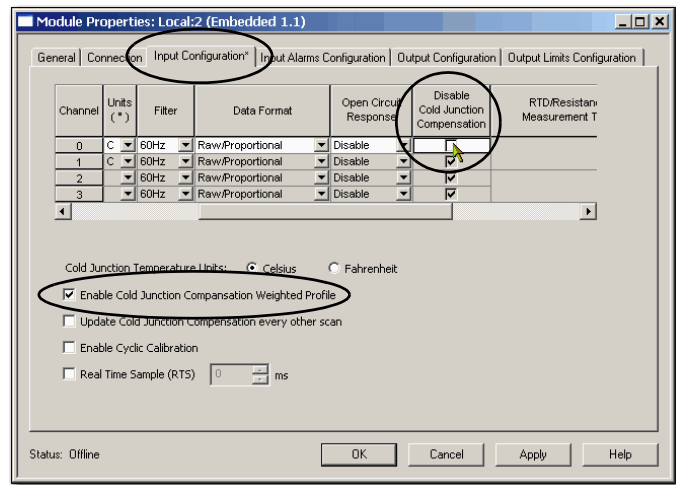 Module Properties: Local:2 (Embedded 1.1)
General Connection Input Configuration* Input Alarms Configuration Output Configuration Output Limits Configuration
Channel Units (*) Filter Data Format Open Circuit Response Disable Cold Junction Compensation RTD/Resistanc Measurement T
0 C 60Hz Raw/Proportional Disable
1 C 60Hz Raw/Proportional Disable
2 60Hz Raw/Proportional Disable
3 60Hz Raw/Proportional Disable
Cold Junction Temperature Units: Celsius Fahrenheit
Enable Cold Junction Compansation Weighted Profile
Update Cold Junction Compensation every other scan
Enable Cyclic Calibration
Real Time Sample (RTS) 0 ms
Status: Offline OK Cancel Apply Help